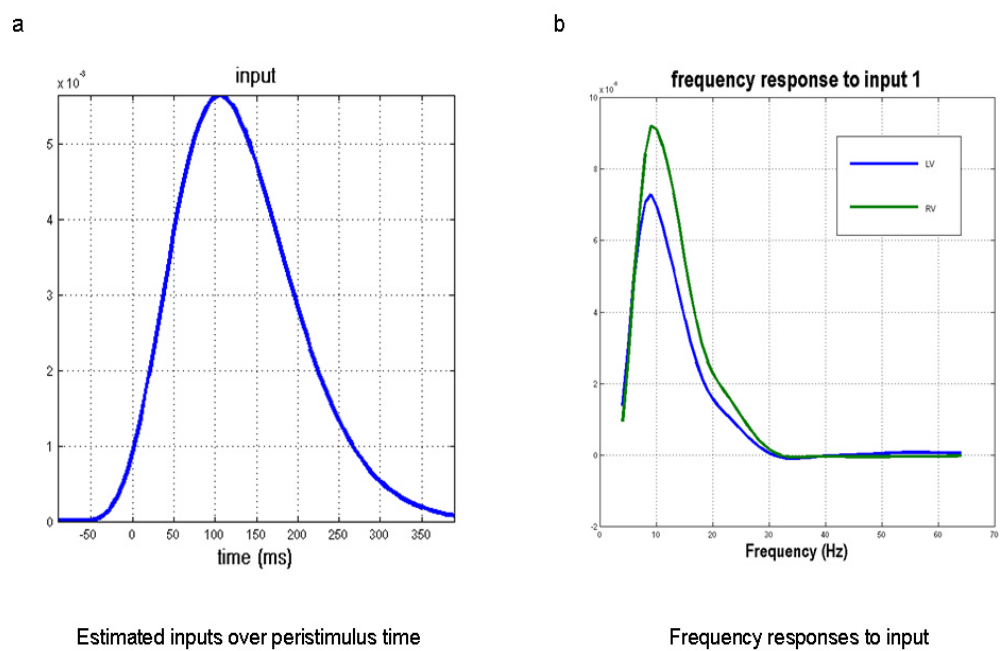 a
b
input
x 10⁻³
5
4
3
2
1
0
-50 0 50 100 150 200 250 300 350
time (ms)
frequency response to input 1
10 x 10
8
6
4
2
0
-2
0 10 20 30 40 50 60 70
Frequency (Hz)
LV
RV
Estimated inputs over peristimulus time
Frequency responses to input